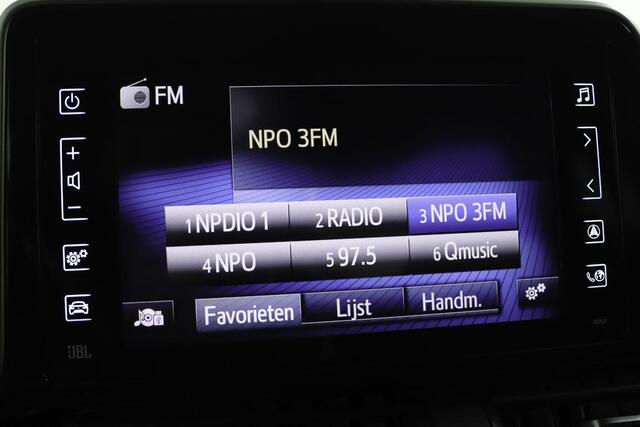 FM
NPO 3FM
1 NPDIO 1 2 RADIO 3 NPO 3FM
4 NPO 5 97.5 6 Qmusic
Favorieten Lijst Handm.
JBL